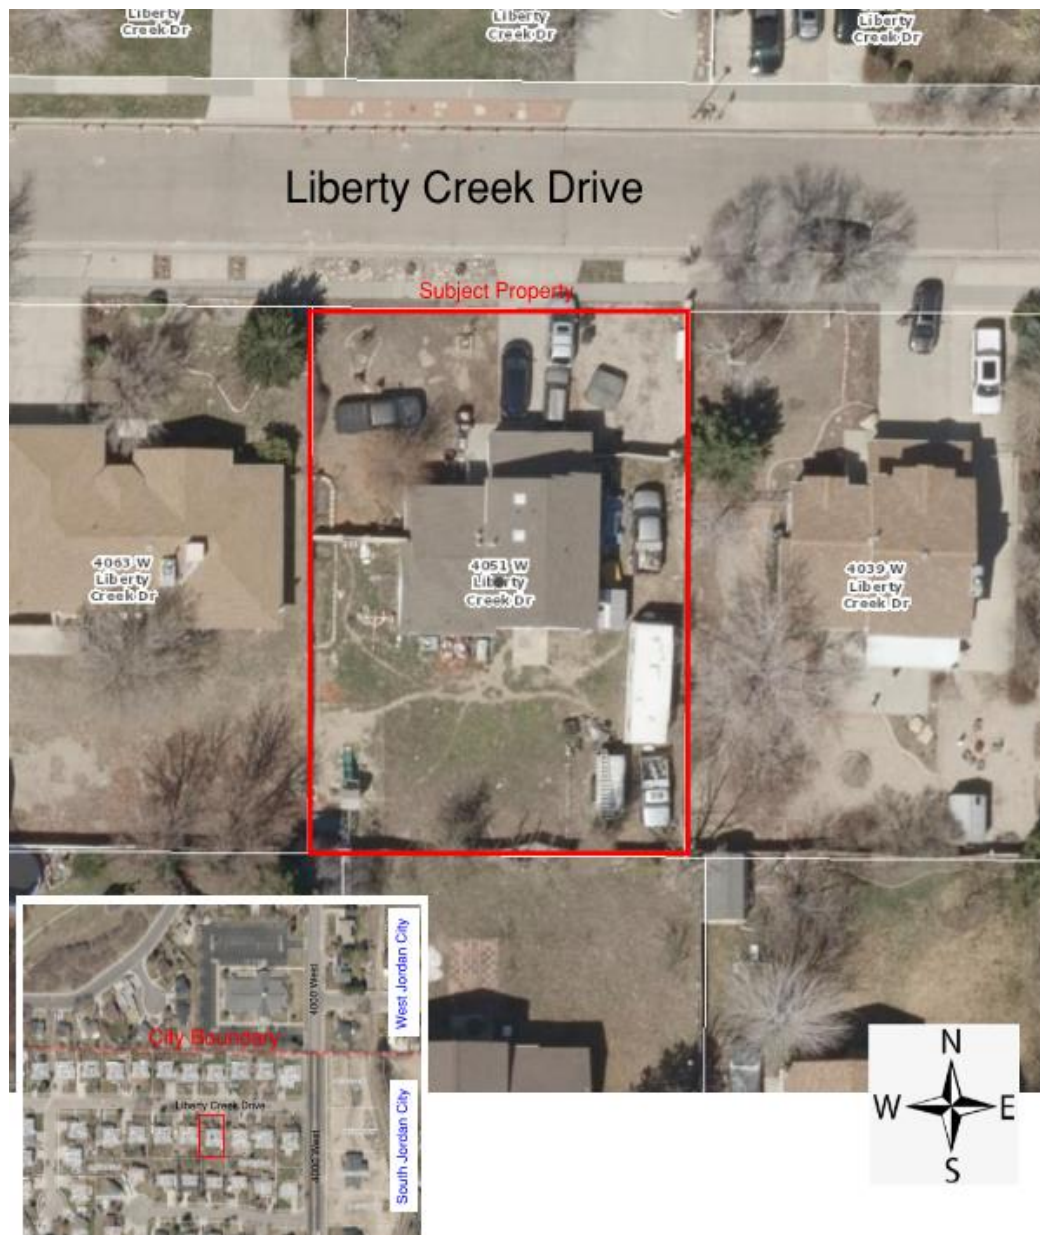 Liberty
Creek Dr
Liberty
Creek Dr
Liberty
Creek Dr
Liberty Creek Drive
Subject Property
4063 W
Liberty
Creek Dr
4051 W
Liberty
Creek Dr
4039 W
Liberty
Creek Dr
4000 West
West Jordan City
City Boundary
Liberty Creek Drive
4000 West
South Jordan City
N
W
E
S